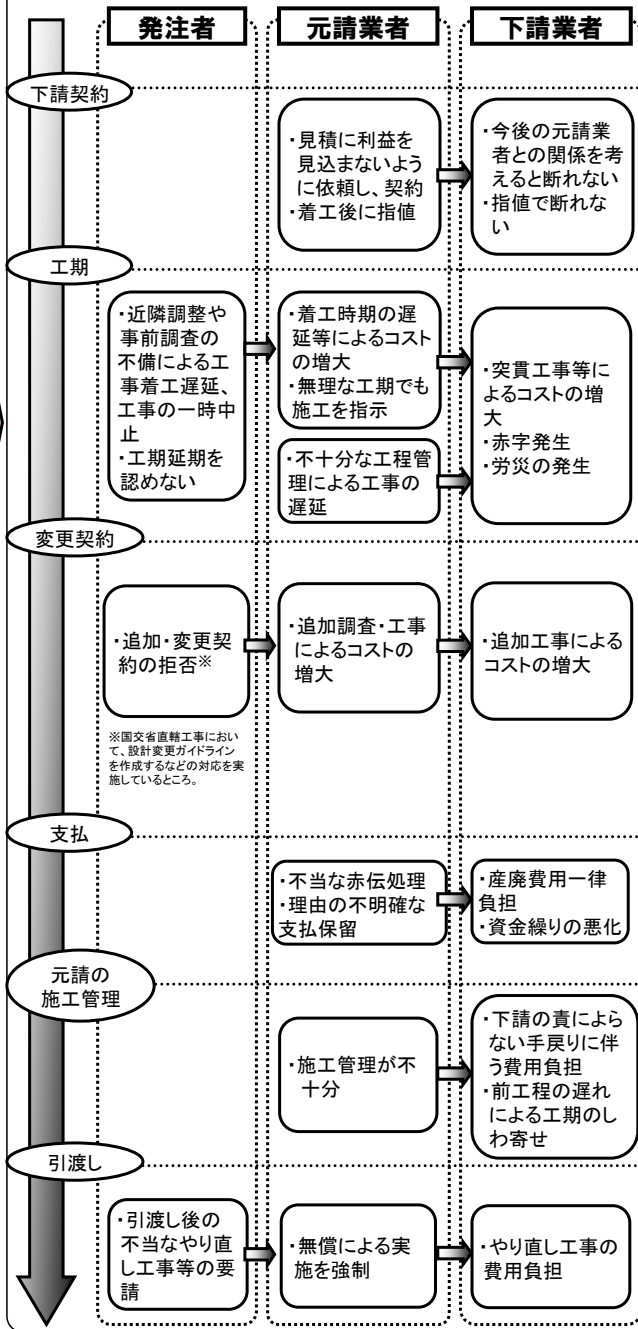 発注者
元請業者
下請業者
下請契約
・見積に利益を
見込まないよう
に依頼し、契約
・着工後に指値
・今後の元請業
者との関係を考
えると断れない
・指値で断れな
い
工期
・近隣調整や
事前調査の
不備による工
事着工遅延、
工事の一時中
止
・工期延期を
認めない
・着工時期の遅
延等によるコスト
の増大
・無理な工期でも
施工を指示
・不十分な工程管
理による工事の
遅延
・突貫工事等
によるコストの増
大
・赤字発生
・労災の発生
変更契約
・追加・変更契
約の拒否※
・追加調査・工事
によるコストの
増大
・追加工事による
コストの増大
※国交省直轄工事におい
て、設計変更ガイドライン
を作成するなどの対応を実
施しているところ。
支払
・不当な赤伝処理
・理由の不明確な
支払保留
・産廃費用一律
負担
・資金繰りの悪化
元請の
施工管理
・施工管理が不
十分
・下請の責によら
ない手戻りに伴
う費用負担
・前工程の遅れ
による工期のし
わ寄せ
引渡し
・引渡し後の
不当なやり直
し工事等の要
請
・無償による実
施を強制
・やり直し工事の
費用負担